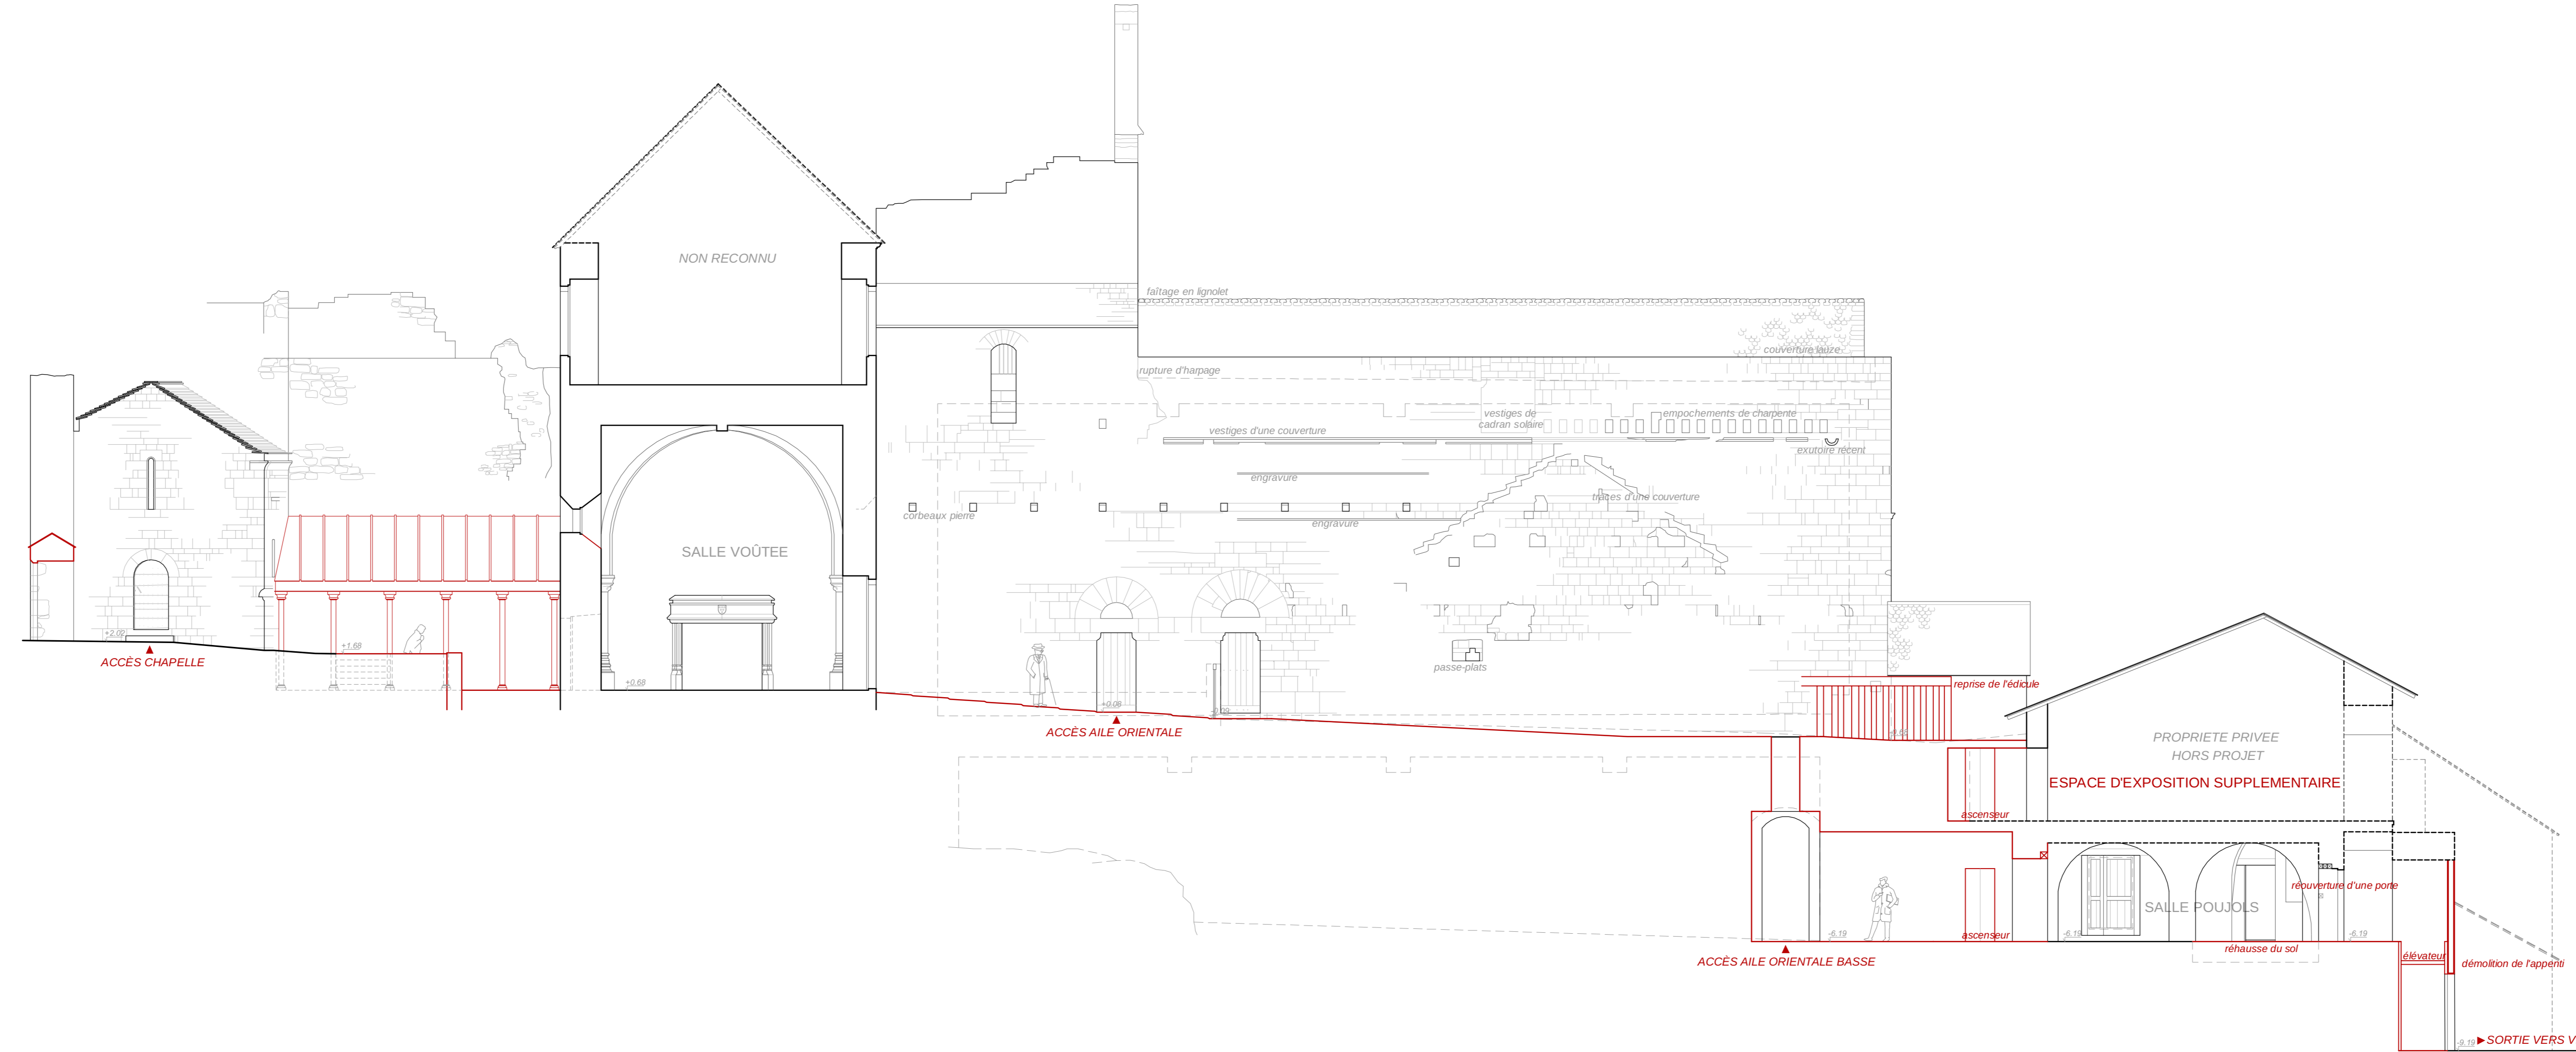 NON RECONNU
faîtage en lignolet
couverture lauze
rupture d'harpage
vestiges de
cadran solaire
empochements de charpente
vestiges d'une couverture
exutoire récent
engravure
traces d'une couverture
corbeaux pierre
engravure
SALLE VOÛTEE
+2.02
+1.68
ACCÈS CHAPELLE
passe-plats
+0.68
reprise de l'édicule
+0.08
ACCÈS AILE ORIENTALE
PROPRIETE PRIVEE
HORS PROJET
ESPACE D'EXPOSITION SUPPLEMENTAIRE
ascenseur
réouverture d'une porte
SALLE POUJOLS
-6.19
ascenseur
-6.19
-6.19
réhausse du sol
élévateur
démolition de l'appenti
ACCÈS AILE ORIENTALE BASSE
-9.19
SORTIE VERS V